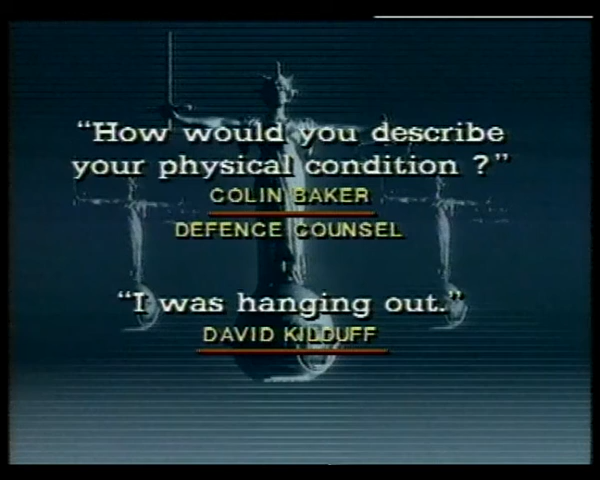 “How would you describe
your physical condition ?”
COLIN BAKER
DEFENCE COUNSEL
“I was hanging out.”
DAVID KILDUFF